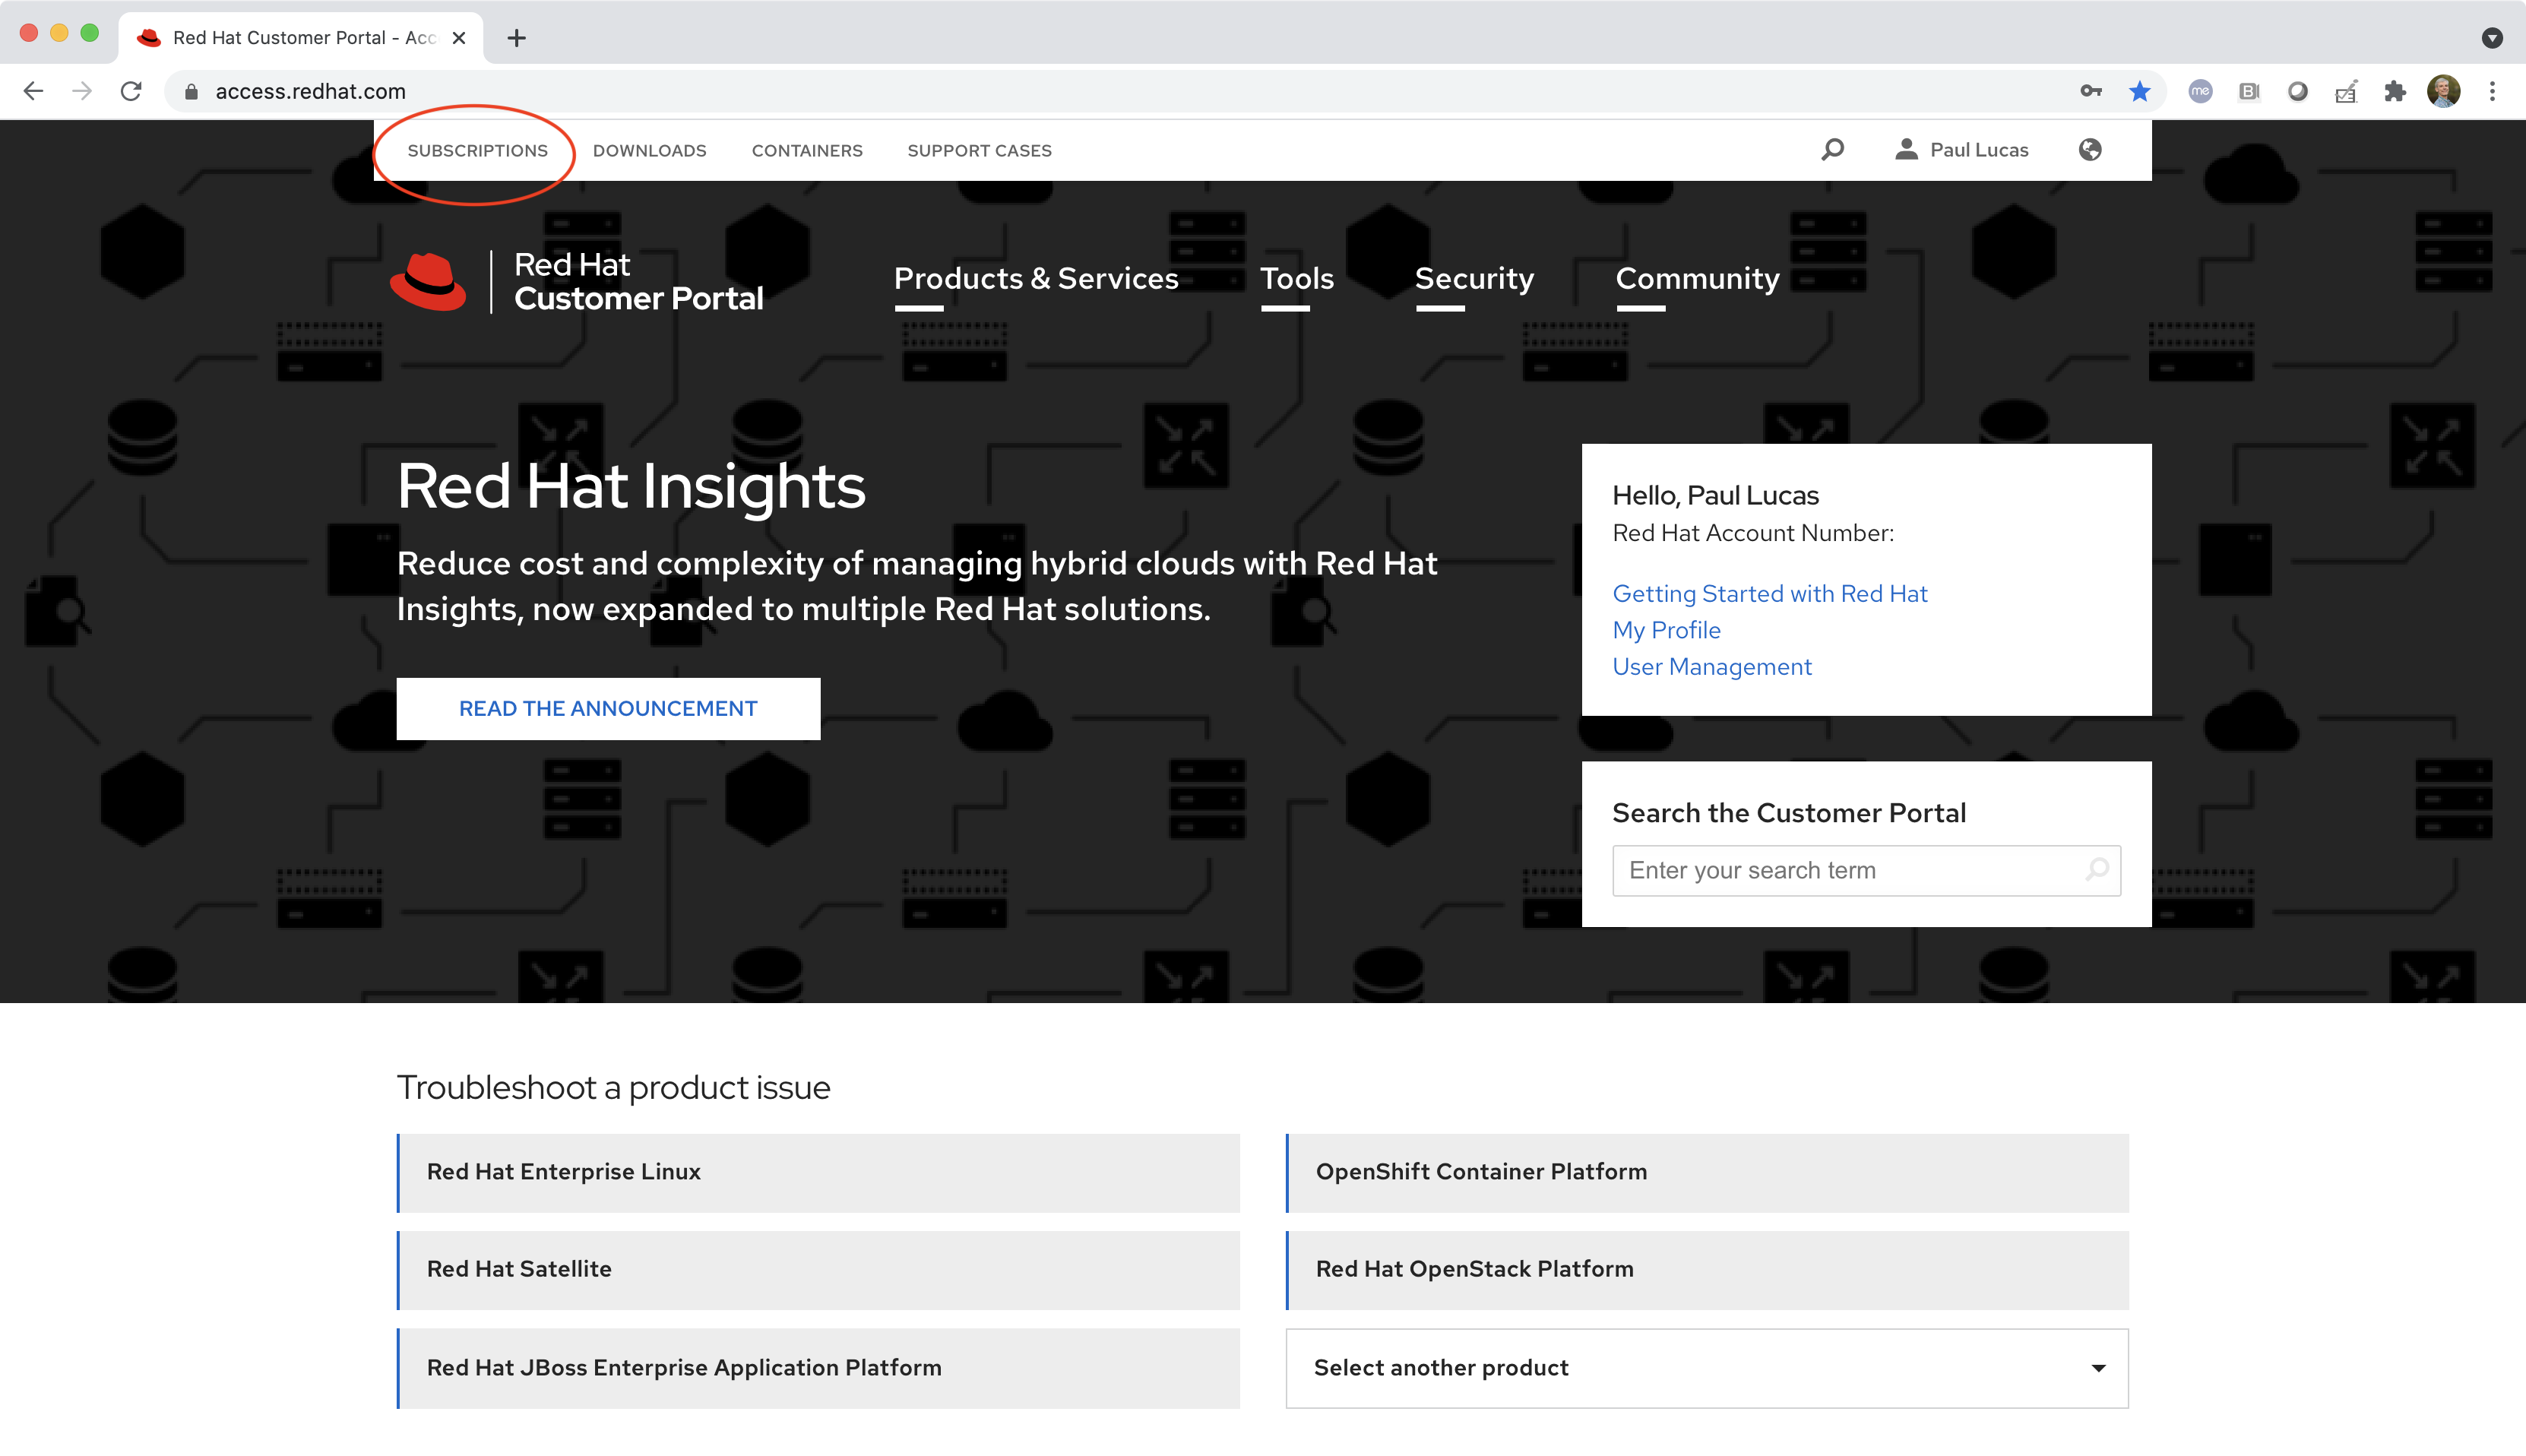 Red Hat Customer Portal - Acc
access.redhat.com
me
B
SUBSCRIPTIONS DOWNLOADS CONTAINERS SUPPORT CASES Paul Lucas
Red Hat
Customer Portal
Products & Services Tools Security Community
Red Hat Insights
Reduce cost and complexity of managing hybrid clouds with Red Hat
Insights, now expanded to multiple Red Hat solutions.
READ THE ANNOUNCEMENT
Hello, Paul Lucas
Red Hat Account Number:
Getting Started with Red Hat
My Profile
User Management
Search the Customer Portal
Enter your search term
Troubleshoot a product issue
Red Hat Enterprise Linux
OpenShift Container Platform
Red Hat Satellite
Red Hat OpenStack Platform
Red Hat JBoss Enterprise Application Platform
Select another product